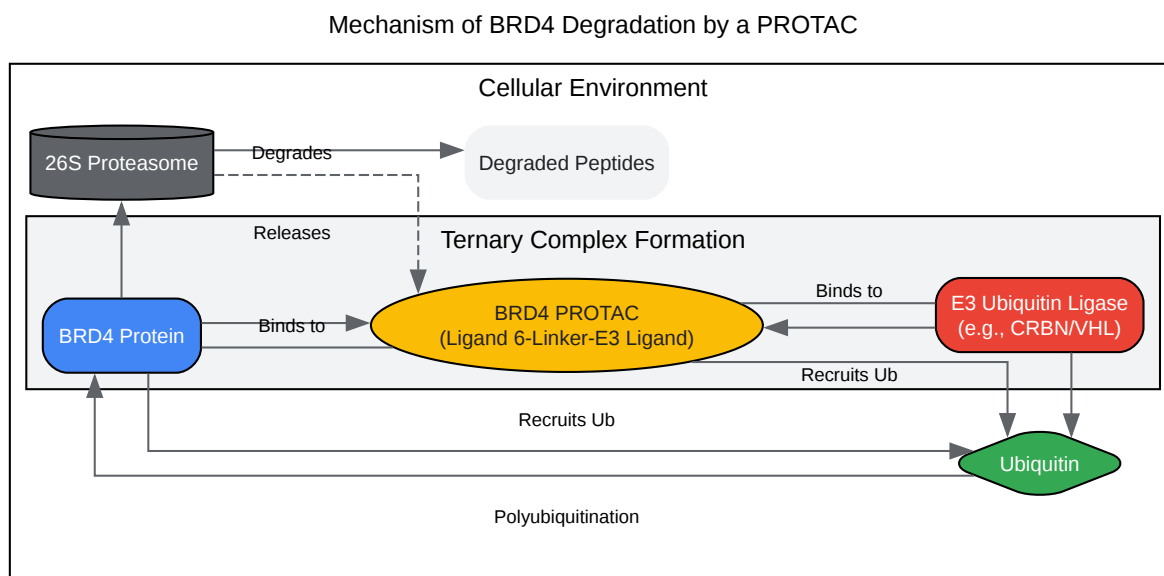 Mechanism of BRD4 Degradation by a PROTAC
Cellular Environment
26S Proteasome
Degrades
Degraded Peptides
Releases
Ternary Complex Formation
BRD4 Protein
Binds to
BRD4 PROTAC
(Ligand 6-Linker-E3 Ligand)
Binds to
E3 Ubiquitin Ligase
(e.g., CRBN/VHL)
Recruits Ub
Recruits Ub
Ubiquitin
Polyubiquitination